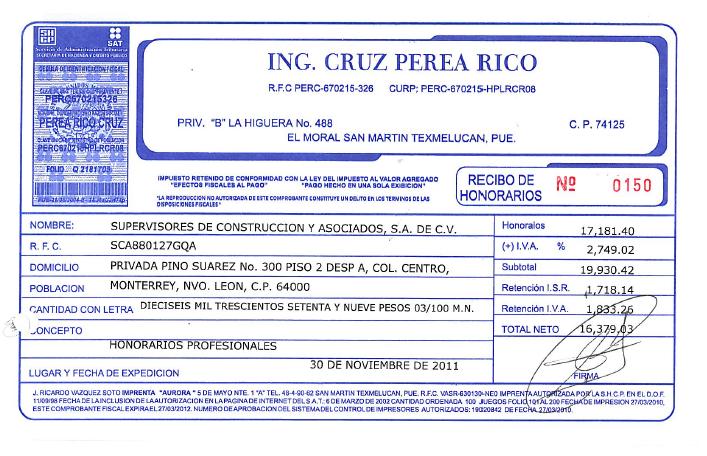 SHCP
SAT
Servicio de Administración Tributaria
SECRETARIA DE HACIENDA Y CREDITO PUBLICO
CEDULA DE IDENTIFICACION FISCAL
PERC670215326
PEREA RICO CRUZ
PERC670215HPLRCR08
FOLIO Q 2181703
ING. CRUZ PEREA RICO
R.F.C PERC-670215-326 CURP; PERC-670215-HPLRCR08
PRIV. "B" LA HIGUERA No. 488 C. P. 74125
EL MORAL SAN MARTIN TEXMELUCAN, PUE.
IMPUESTO RETENIDO DE CONFORMIDAD CON LA LEY DEL IMPUESTO AL VALOR AGREGADO
"EFECTOS FISCALES AL PAGO" "PAGO HECHO EN UNA SOLA EXIBICION"
"LA REPRODUCCION NO AUTORIZADA DE ESTE COMPROBANTE CONSTITUYE UN DELITO EN LOS TERMINOS DE LAS
DISPOSICIONES FISCALES"
RECIBO DE
HONORARIOS
Nº 0150
NOMBRE: SUPERVISORES DE CONSTRUCCION Y ASOCIADOS, S.A. DE C.V.
R. F. C. SCA880127GQA
DOMICILIO PRIVADA PINO SUAREZ No. 300 PISO 2 DESP A, COL. CENTRO,
POBLACION MONTERREY, NVO. LEON, C.P. 64000
CANTIDAD CON LETRA DIECISEIS MIL TRESCIENTOS SETENTA Y NUEVE PESOS 03/100 M.N.
CONCEPTO
HONORARIOS PROFESIONALES
LUGAR Y FECHA DE EXPEDICION 30 DE NOVIEMBRE DE 2011
Honoralos 17,181.40
(+) I.V.A. % 2,749.02
Subtotal 19,930.42
Retención I.S.R. 1,718.14
Retención I.V.A. 1,833.26
TOTAL NETO 16,379.03
FIRMA
J. RICARDO VAZQUEZ SOTO IMPRENTA "AURORA" 5 DE MAYO NTE. 1 "A" TEL. 48-4-90-62 SAN MARTIN TEXMELUCAN, PUE. R.F.C. VASR-630130-NE0 IMPRENTA AUTORIZADA POR LA S.H.C.P. EN EL D.O.F.
11/09/98 FECHA DE LA INCLUSION DE LA AUTORIZACION EN LA PAGINA DE INTERNET DEL S.A.T.: 6 DE MARZO DE 2002 CANTIDAD ORDENADA 100 JUEGOS FOLIO 101 AL 200 FECHA DE IMPRESION 27/03/2010,
ESTE COMPROBANTE FISCAL EXPIRA EL 27/03/2012. NUMERO DE APROBACION DEL SISTEMA DEL CONTROL DE IMPRESORES AUTORIZADOS: 19320842 DE FECHA 27/03/2010.